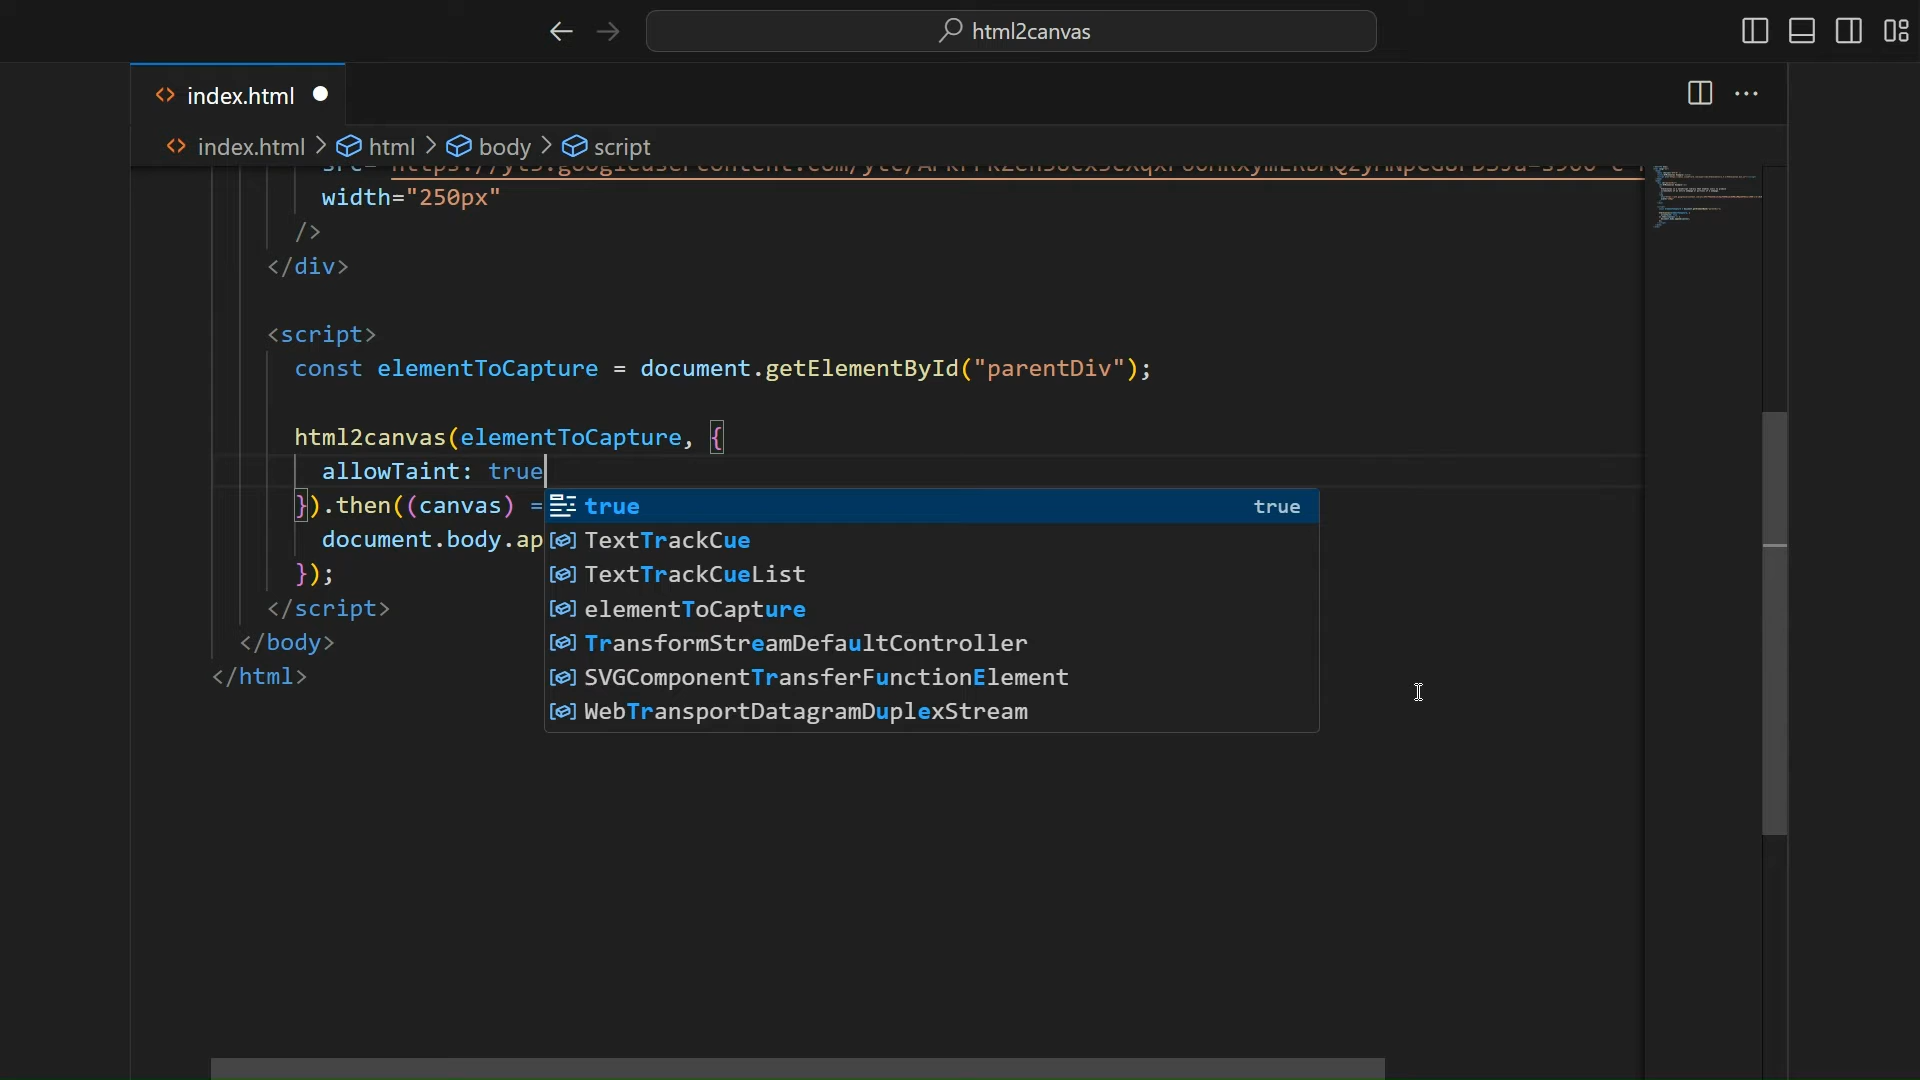 html2canvas
index.html
index.html > html > body > script
width="250px"
/>
</div>
<script>
const elementToCapture = document.getElementById("parentDiv");
html2canvas(elementToCapture, {
allowTaint: true
}).then((canvas) =
document.body.ap
});
</script>
</body>
</html>
true true
TextTrackCue
TextTrackCueList
elementToCapture
TransformStreamDefaultController
SVGComponentTransferFunctionElement
WebTransportDatagramDuplexStream